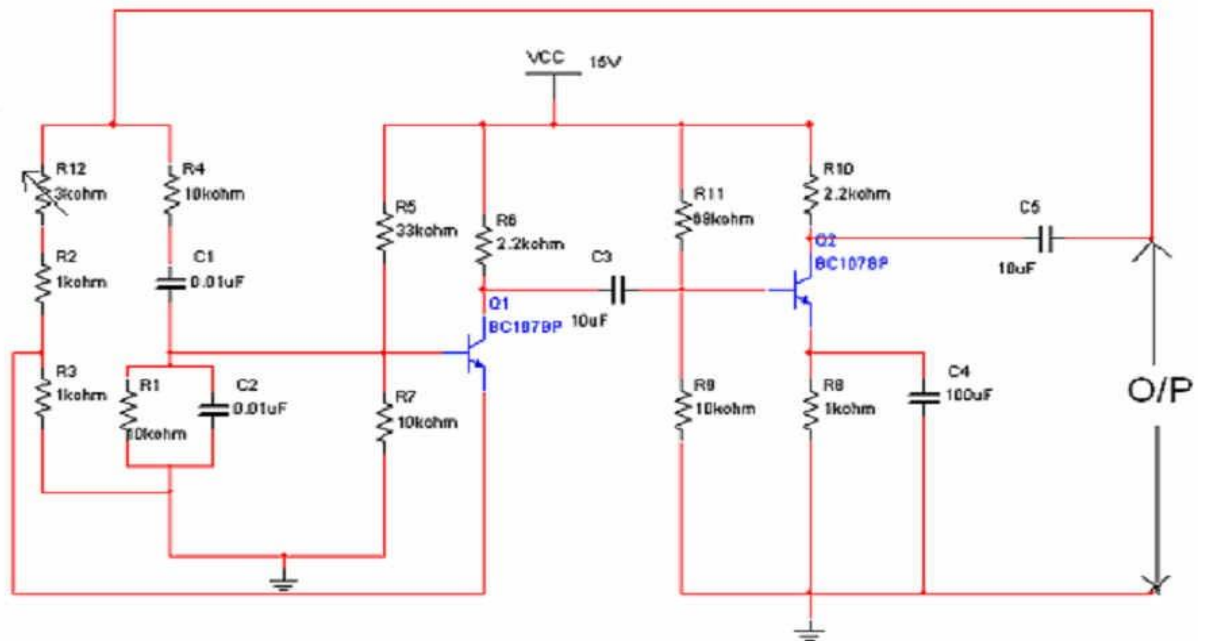 VCC 15V
R12
3kohm
R4
10kohm
R5
33kohm
R6
2.2kohm
R11
68kohm
R10
2.2kohm
C5
10uF
Q2
BC107BP
R2
1kohm
C1
0.01uF
C3
10uF
Q1
BC107BP
R3
1kohm
R1
10kohm
C2
0.01uF
R7
10kohm
R9
10kohm
R8
1kohm
C4
100uF
O/P